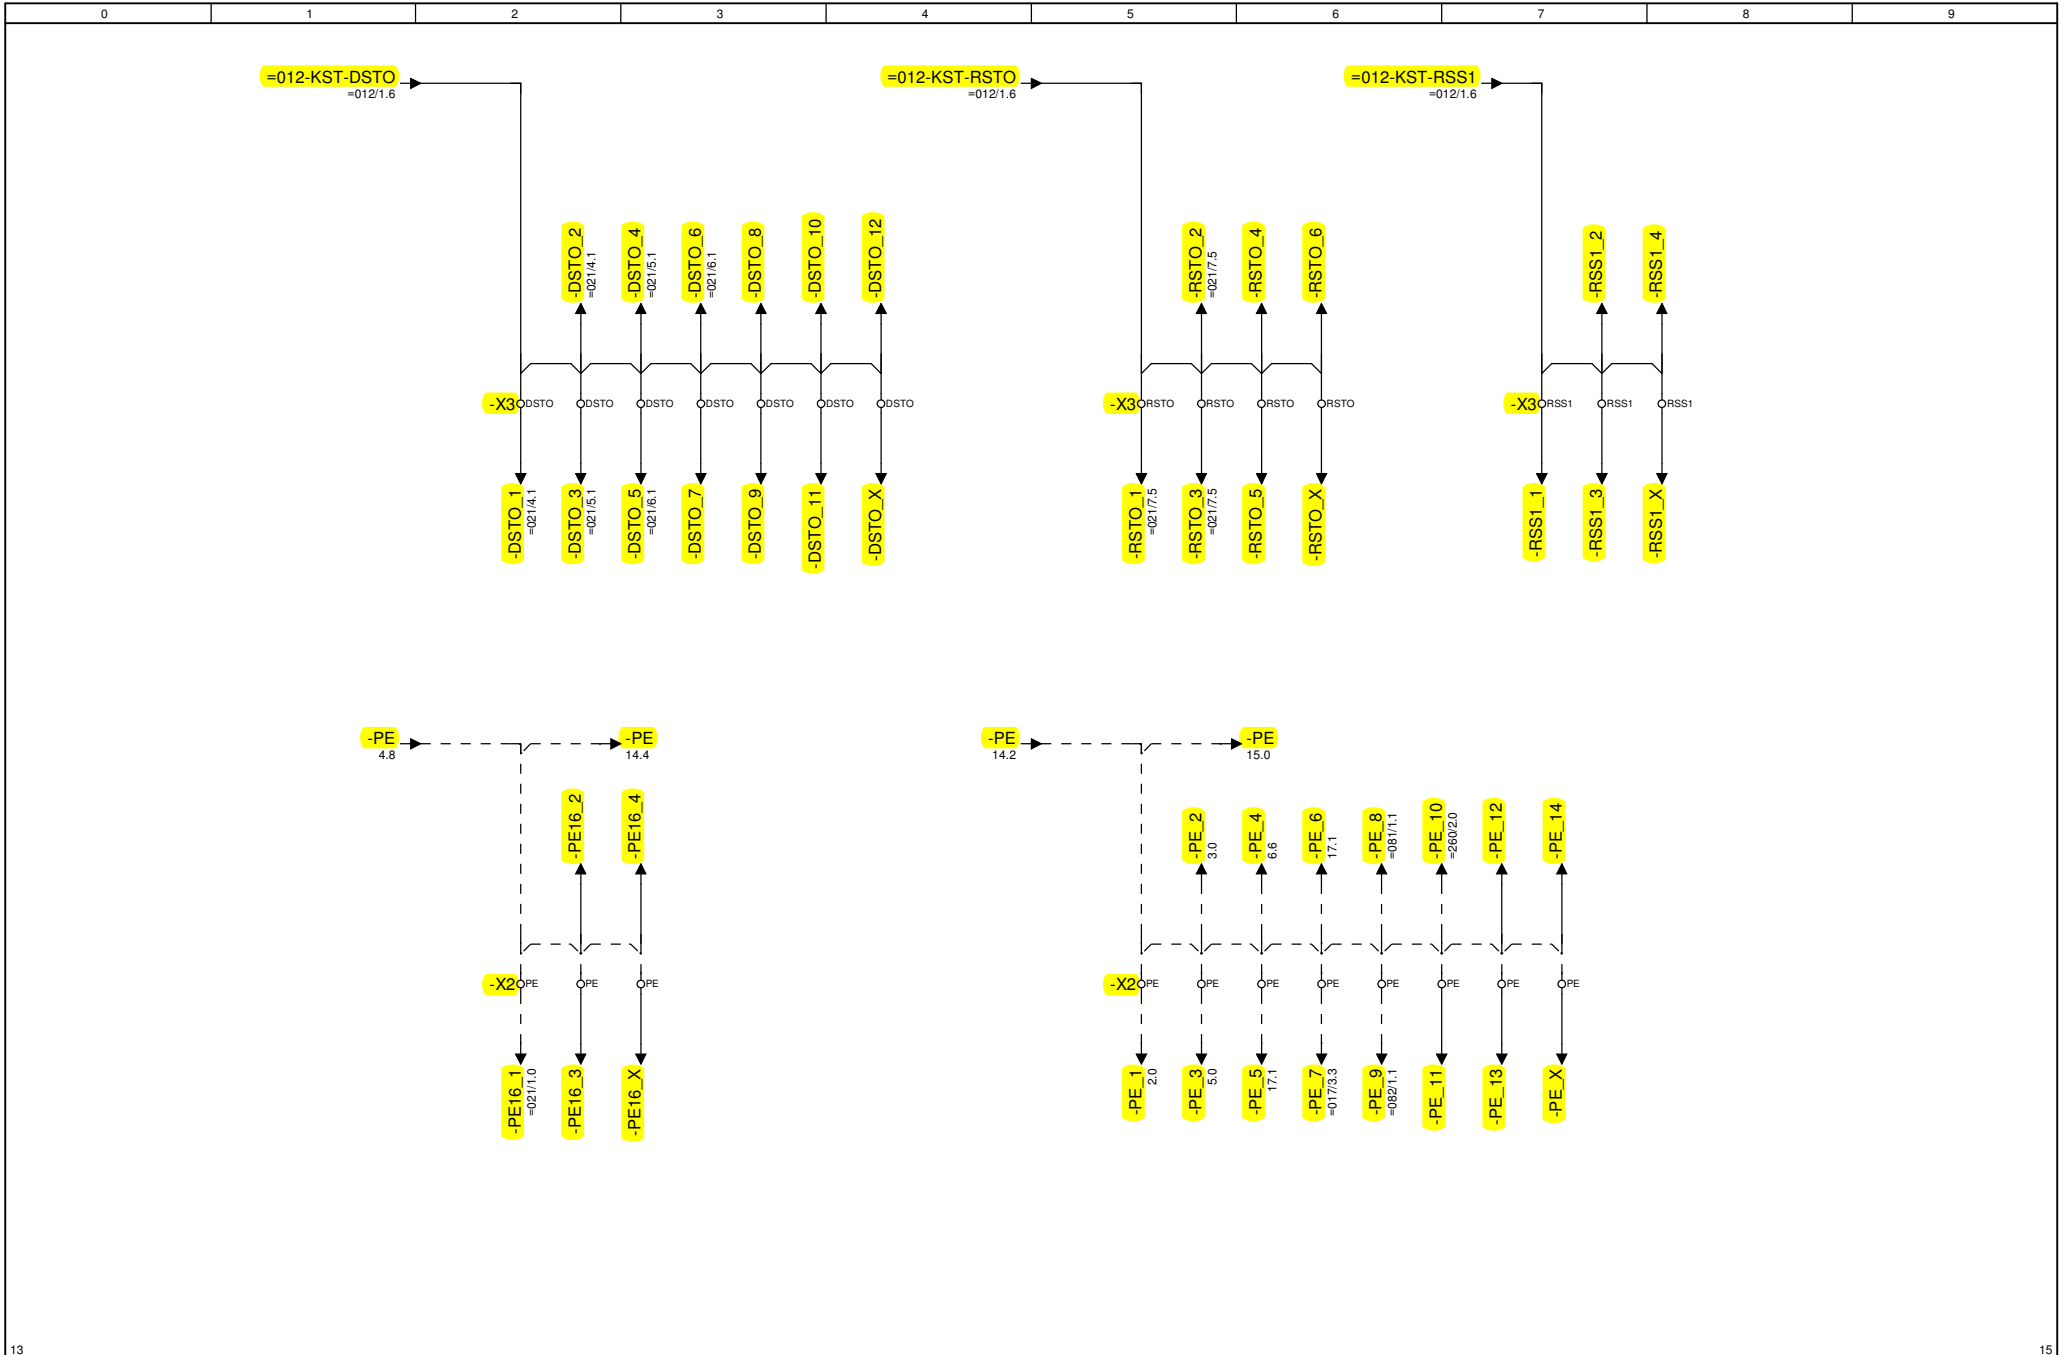 0 1 2 3 4 5 6 7 8 9
=012-KST-DSTO
=012/1.6
=012-KST-RSTO
=012/1.6
=012-KST-RSS1
=012/1.6
-DSTO_2
=021/4.1
-DSTO_4
=021/5.1
-DSTO_6
=021/6.1
-DSTO_8
-DSTO_10
-DSTO_12
-RSTO_2
=021/7.5
-RSTO_4
-RSTO_6
-RSS1_2
-RSS1_4
-X3 DSTO DSTO DSTO DSTO DSTO DSTO DSTO
-X3 RSTO RSTO RSTO RSTO
-X3 RSS1 RSS1 RSS1
-DSTO_1
=021/4.1
-DSTO_3
=021/5.1
-DSTO_5
=021/6.1
-DSTO_7
-DSTO_9
-DSTO_11
-DSTO_X
-RSTO_1
=021/7.5
-RSTO_3
=021/7.5
-RSTO_5
-RSTO_X
-RSS1_1
-RSS1_3
-RSS1_X
-PE
4.8
-PE
14.4
-PE
14.2
-PE
15.0
-PE16_2
-PE16_4
-PE_2
3.0
-PE_4
6.6
-PE_6
17.1
-PE_8
=081/1.1
-PE_10
=260/2.0
-PE_12
-PE_14
-X2 PE PE PE
-X2 PE PE PE PE PE PE PE PE
-PE16_1
=021/1.0
-PE16_3
-PE16_X
-PE_1
2.0
-PE_3
5.0
-PE_5
17.1
-PE_7
=017/3.3
-PE_9
=082/1.1
-PE_11
-PE_13
-PE_X
13
15